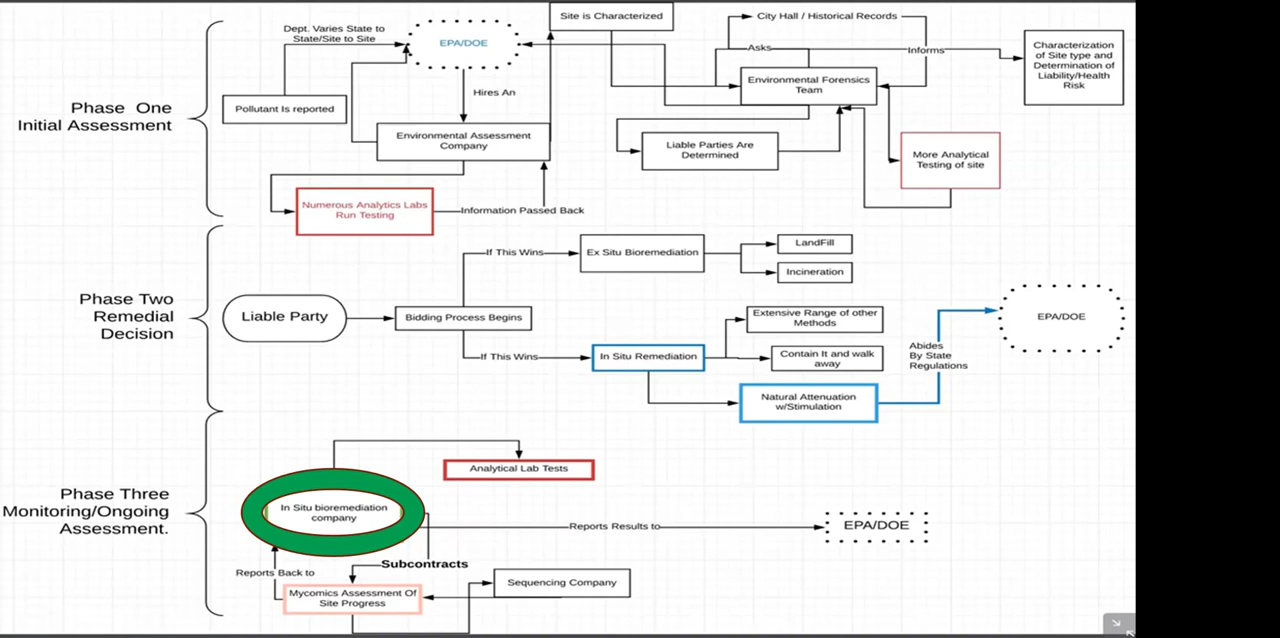 Phase One
Initial Assessment
Dept. Varies State to
State/Site to Site
EPA/DOE
Pollutant Is reported
Hires An
Environmental Assessment
Company
Numerous Analytics Labs
Run Testing
Information Passed Back
Site is Characterized
City Hall / Historical Records
Asks
Informs
Environmental Forensics
Team
Liable Parties Are
Determined
More Analytical
Testing of site
Characterization
of Site type and
Determination of
Liability/Health
Risk
Phase Two
Remedial
Decision
Liable Party
Bidding Process Begins
If This Wins
Ex Situ Bioremediation
LandFill
Incineration
If This Wins
In Situ Remediation
Extensive Range of other
Methods
Contain It and walk
away
Natural Attenuation
w/Stimulation
Abides
By State
Regulations
EPA/DOE
Phase Three
Monitoring/Ongoing
Assessment.
Analytical Lab Tests
In Situ bioremediation
company
Reports Results to
EPA/DOE
Subcontracts
Reports Back to
Mycomics Assessment Of
Site Progress
Sequencing Company